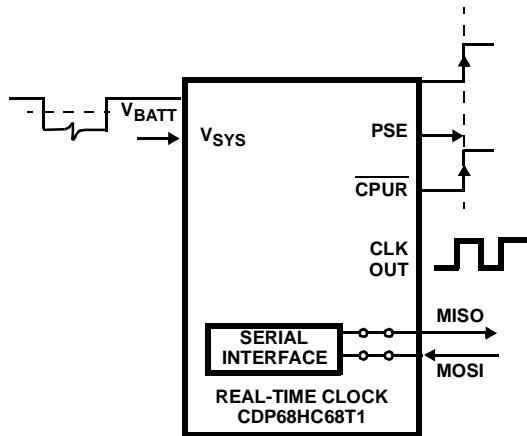 V_BATT
V_SYS
PSE
CPUR
CLK
OUT
MISO
SERIAL
INTERFACE
MOSI
REAL-TIME CLOCK
CDP68HC68T1